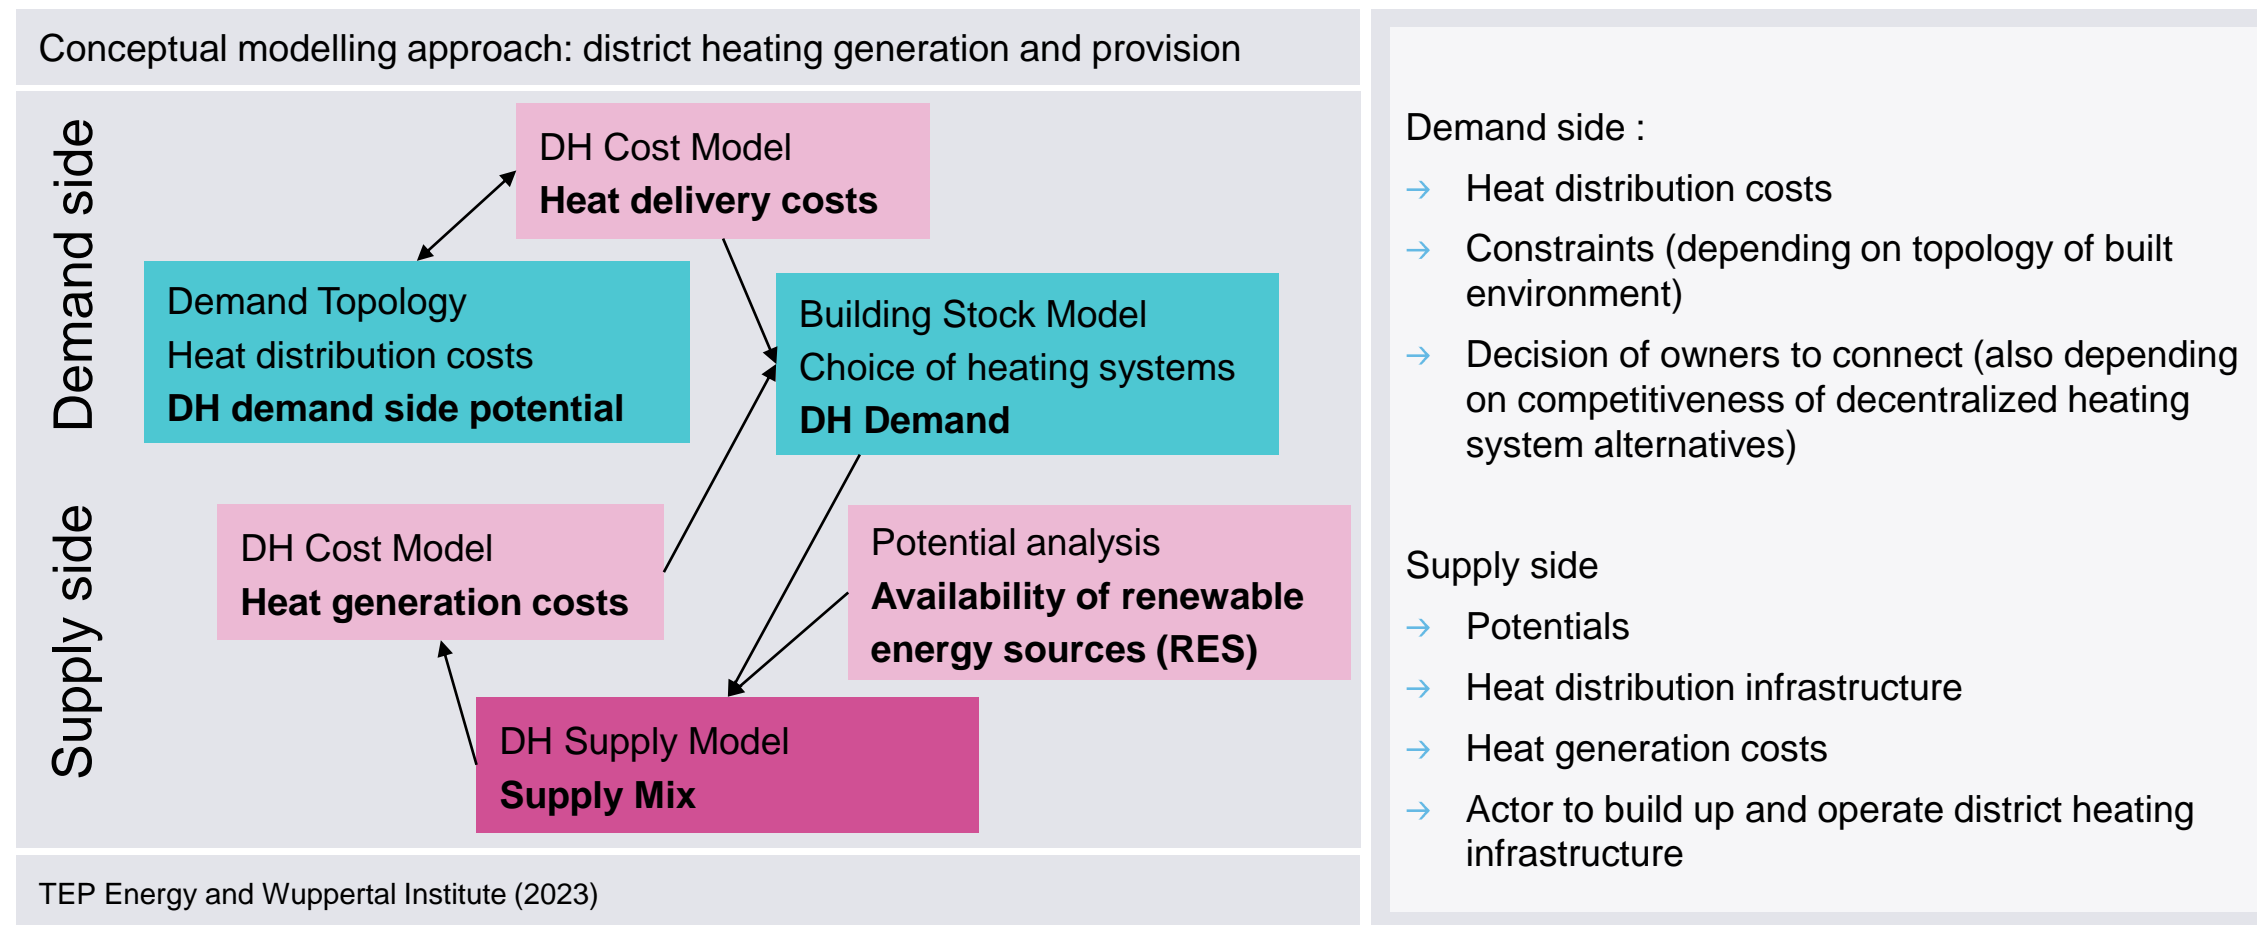 Conceptual modelling approach: district heating generation and provision
Demand side
DH Cost Model
Heat delivery costs
Demand Topology
Heat distribution costs
DH demand side potential
Building Stock Model
Choice of heating systems
DH Demand
Supply side
DH Cost Model
Heat generation costs
Potential analysis
Availability of renewable
energy sources (RES)
DH Supply Model
Supply Mix
TEP Energy and Wuppertal Institute (2023)
Demand side :
→ Heat distribution costs
→ Constraints (depending on topology of built
environment)
→ Decision of owners to connect (also depending
on competitiveness of decentralized heating
system alternatives)
Supply side
→ Potentials
→ Heat distribution infrastructure
→ Heat generation costs
→ Actor to build up and operate district heating
infrastructure